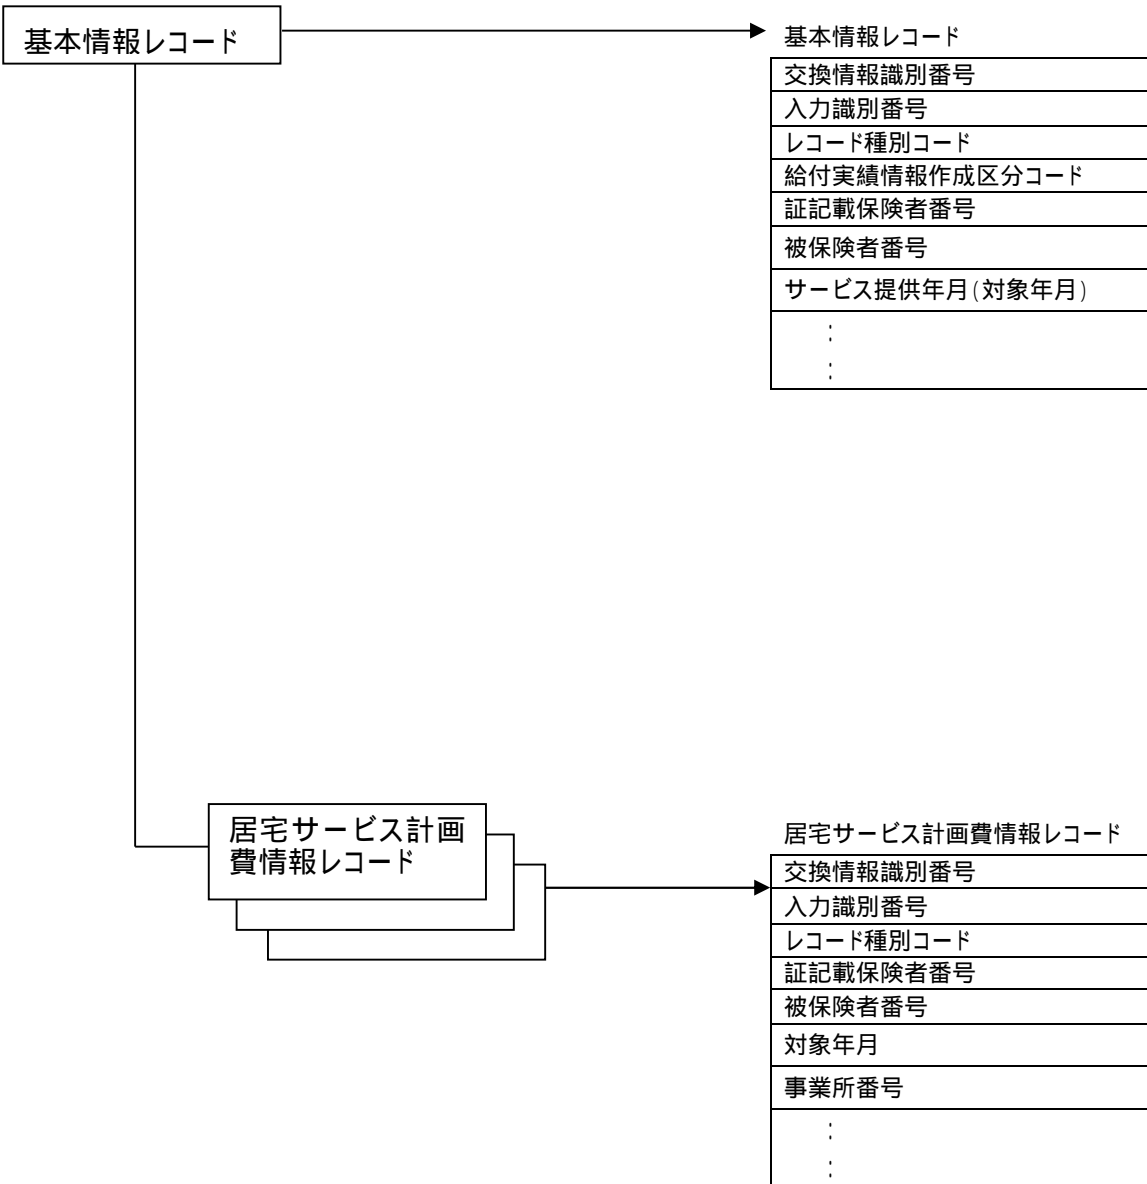 基本情報レコード
基本情報レコード
交換情報識別番号
入力識別番号
レコード種別コード
給付実績情報作成区分コード
証記載保険者番号
被保険者番号
サービス提供年月(対象年月)
:
:
居宅サービス計画
費情報レコード
居宅サービス計画費情報レコード
交換情報識別番号
入力識別番号
レコード種別コード
証記載保険者番号
被保険者番号
対象年月
事業所番号
:
: